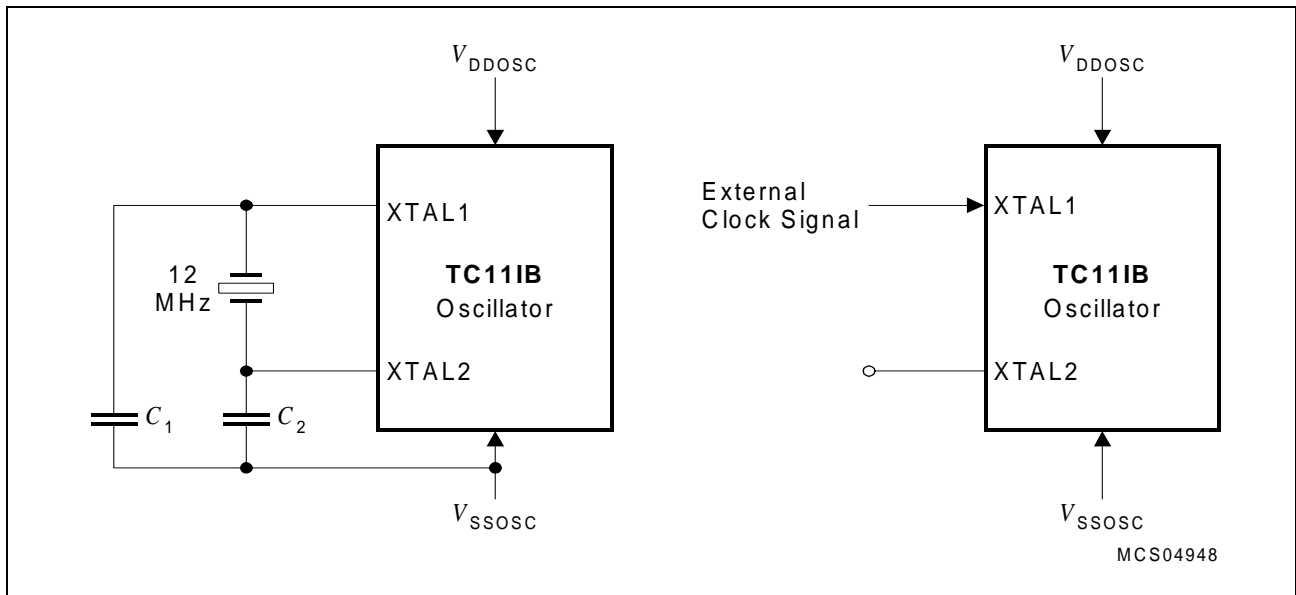 VDDOSC
XTAL1
12
MHz
TC11IB
Oscillator
XTAL2
C1
C2
VSSOSC
VDDOSC
External
Clock Signal
XTAL1
TC11IB
Oscillator
XTAL2
VSSOSC
MCS04948